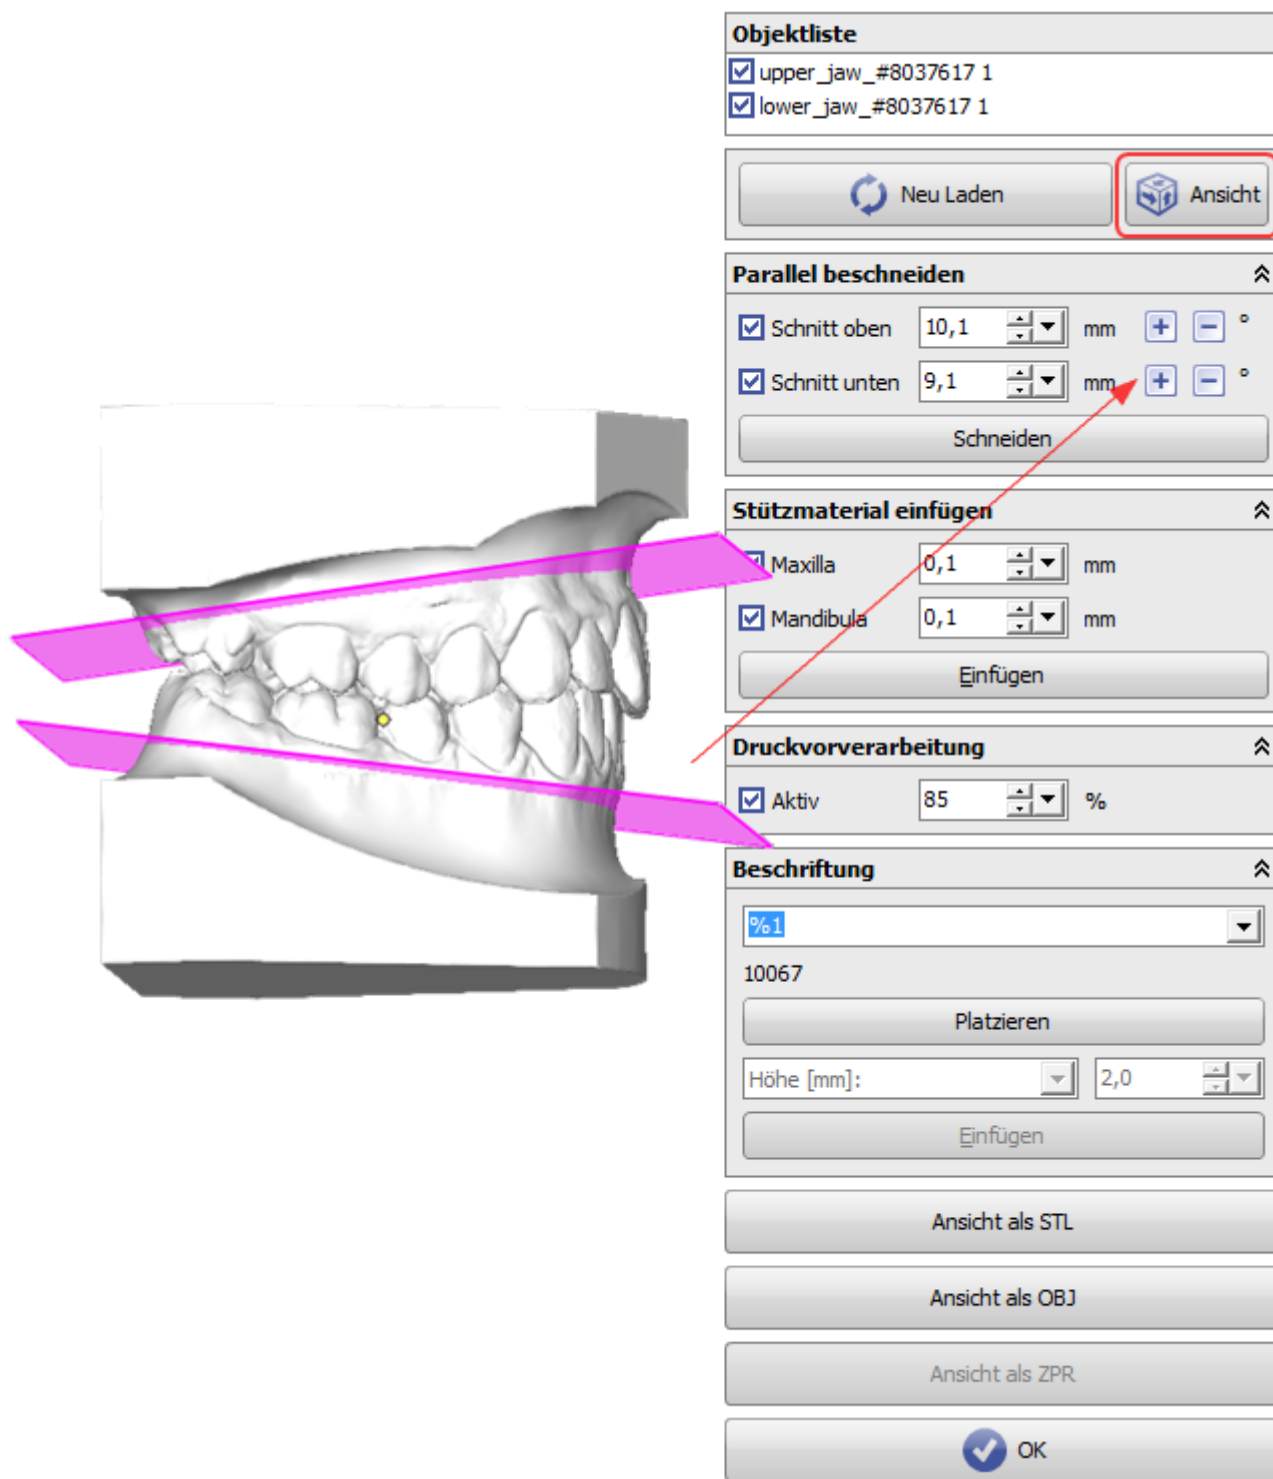 Objektliste
upper_jaw_#8037617 1
lower_jaw_#8037617 1
Neu Laden Ansicht
Parallel beschneiden
Schnitt oben 10,1 mm °
Schnitt unten 9,1 mm °
Schneiden
Stützmaterial einfügen
Maxilla 0,1 mm
Mandibula 0,1 mm
Einfügen
Druckvorverarbeitung
Aktiv 85 %
Beschriftung
%1
10067
Platzieren
Höhe [mm]: 2,0
Einfügen
Ansicht als STL
Ansicht als OBJ
Ansicht als ZPR
OK